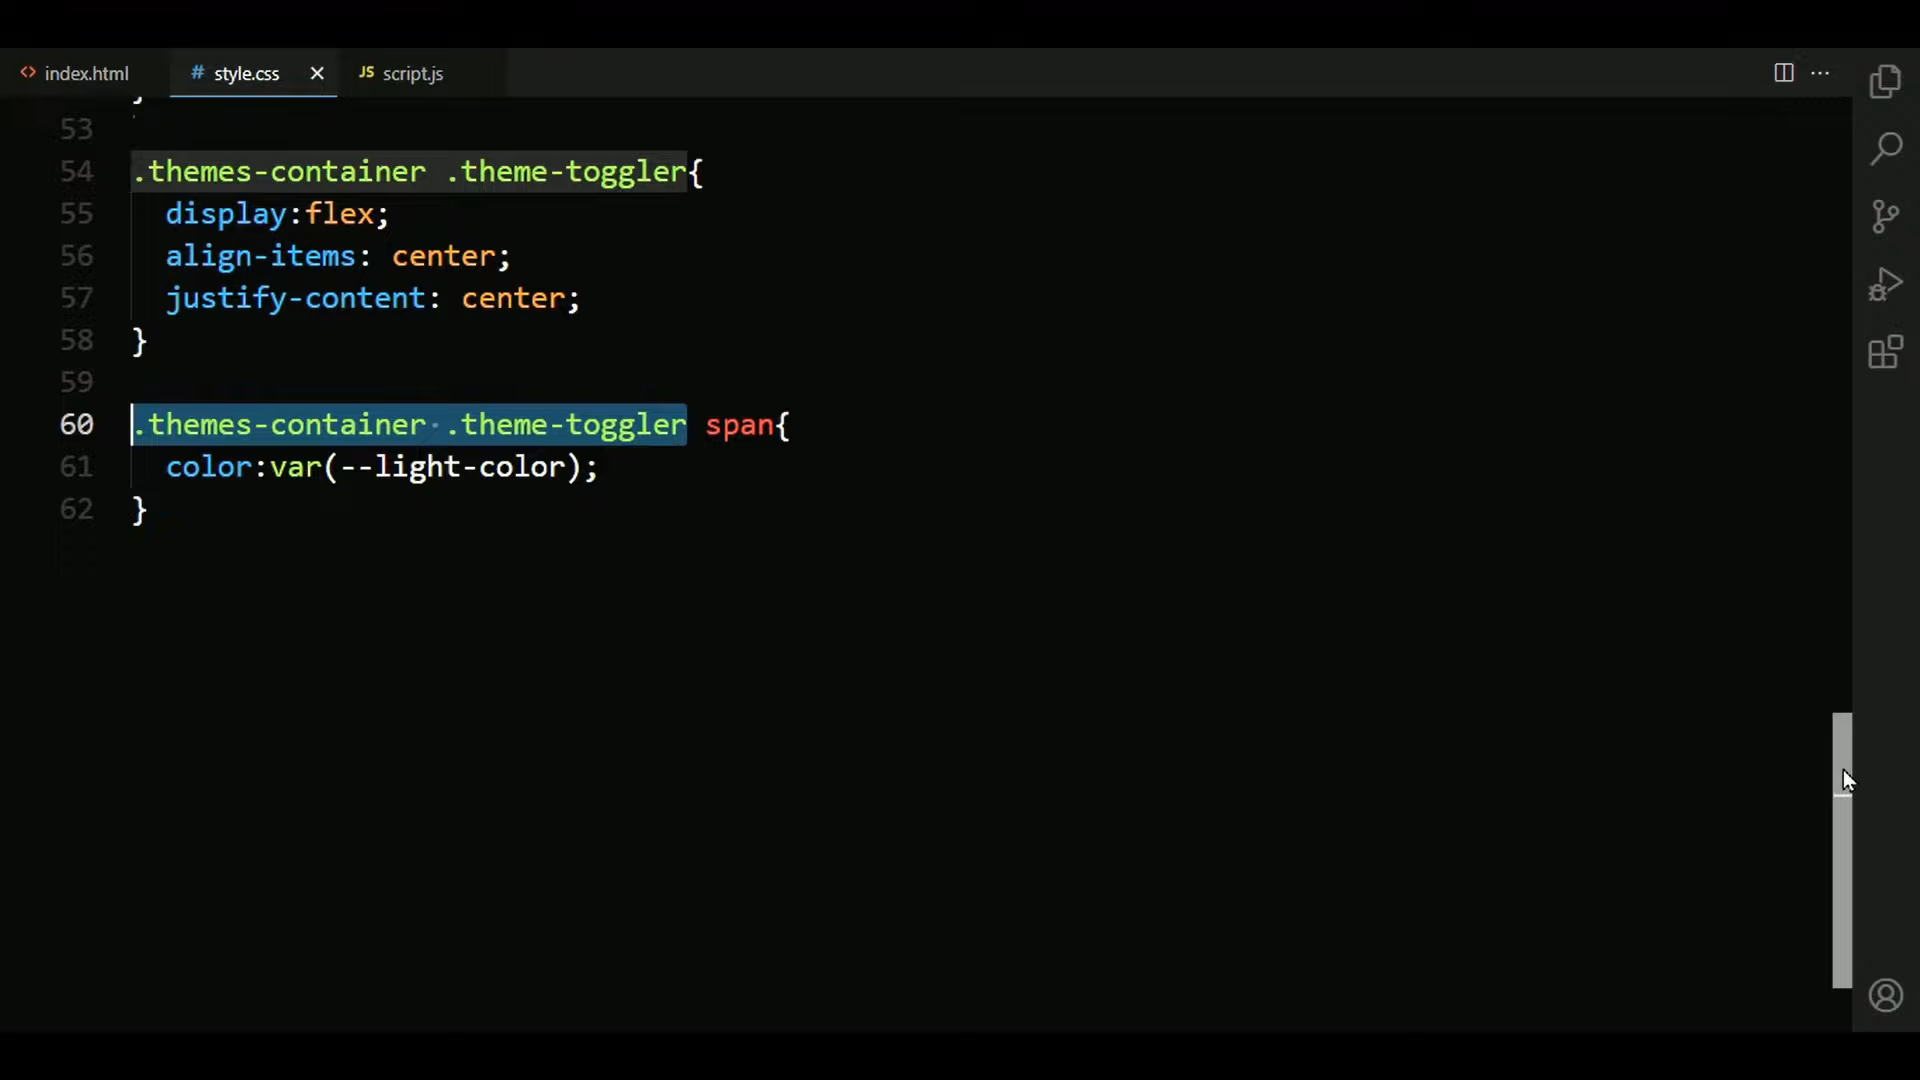 index.html
# style.css
JS script.js
53
54 .themes-container .theme-toggler{
55 display:flex;
56 align-items: center;
57 justify-content: center;
58 }
59
60 .themes-container .theme-toggler span{
61 color:var(--light-color);
62 }